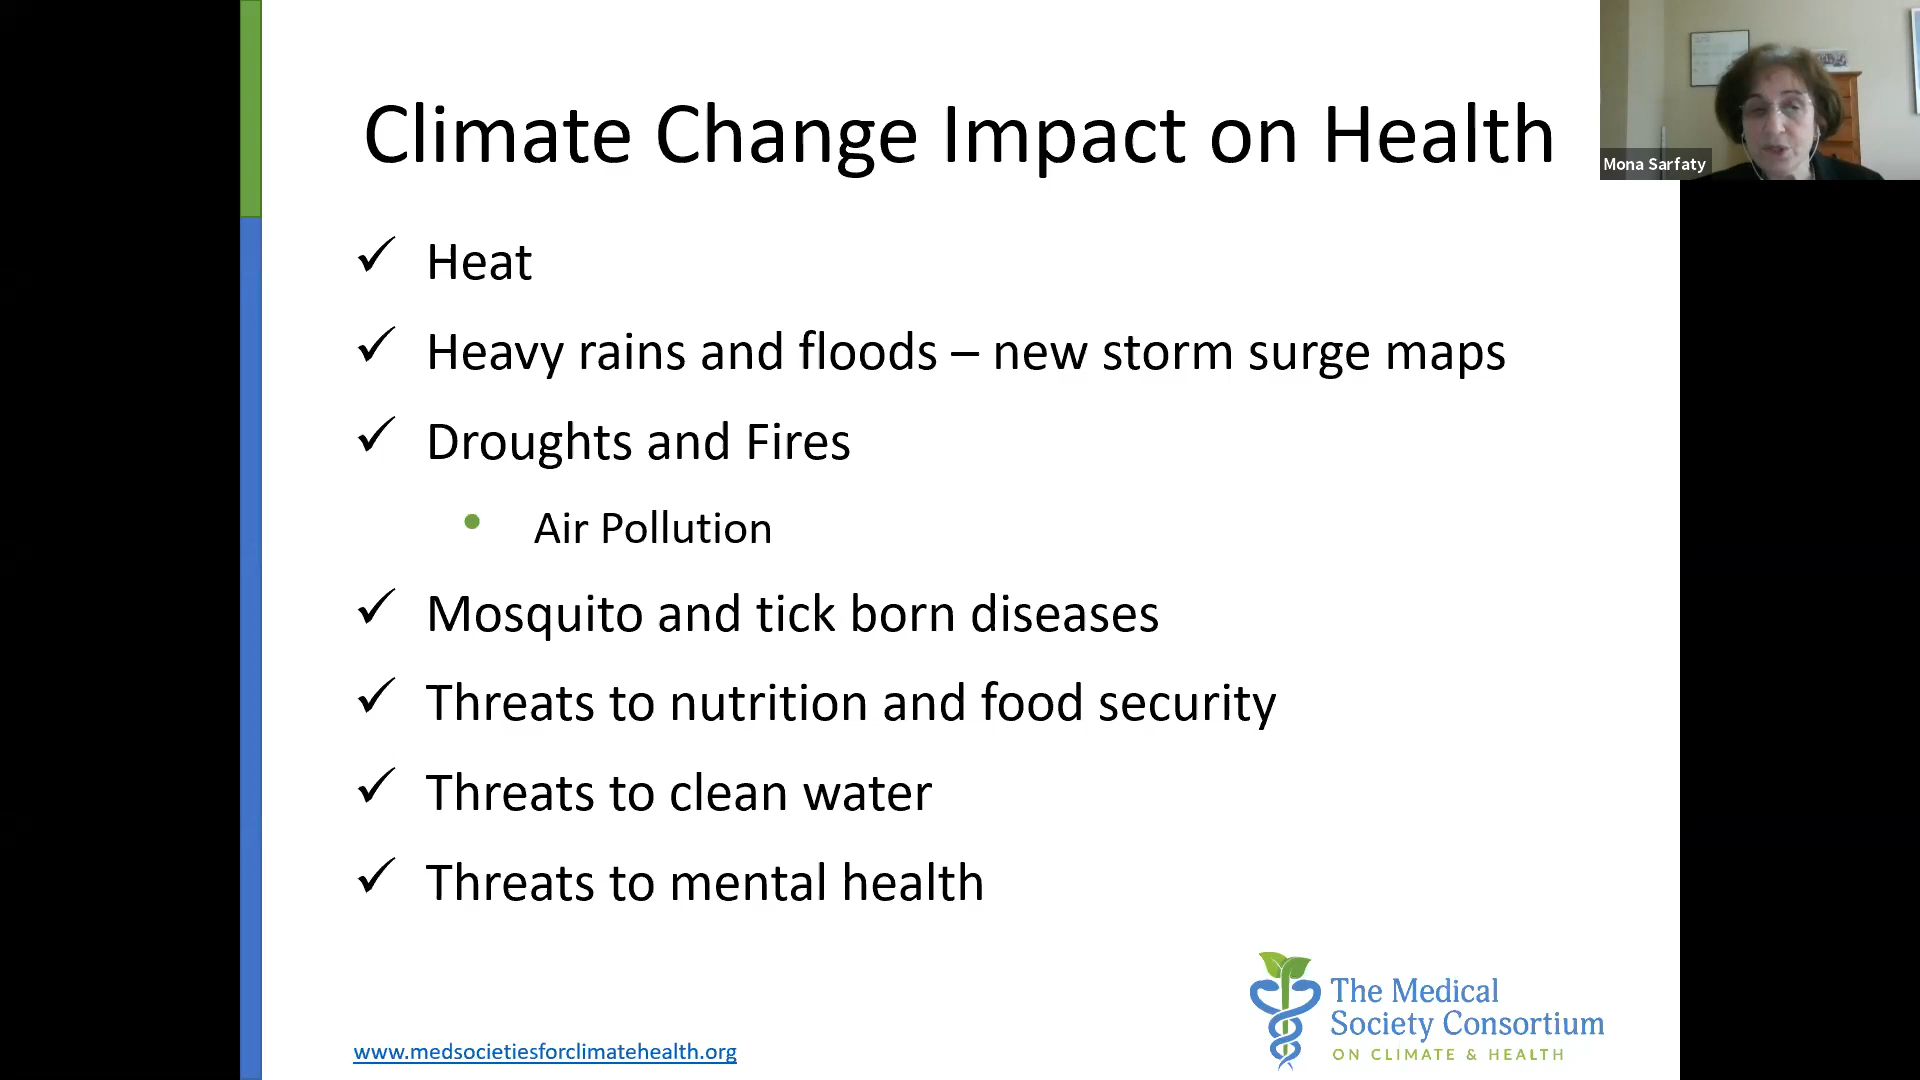 Climate Change Impact on Health
Mona Sarfaty
✓ Heat
✓ Heavy rains and floods – new storm surge maps
✓ Droughts and Fires
• Air Pollution
✓ Mosquito and tick born diseases
✓ Threats to nutrition and food security
✓ Threats to clean water
✓ Threats to mental health
The Medical
Society Consortium
ON CLIMATE & HEALTH
www.medsocietiesforclimatehealth.org